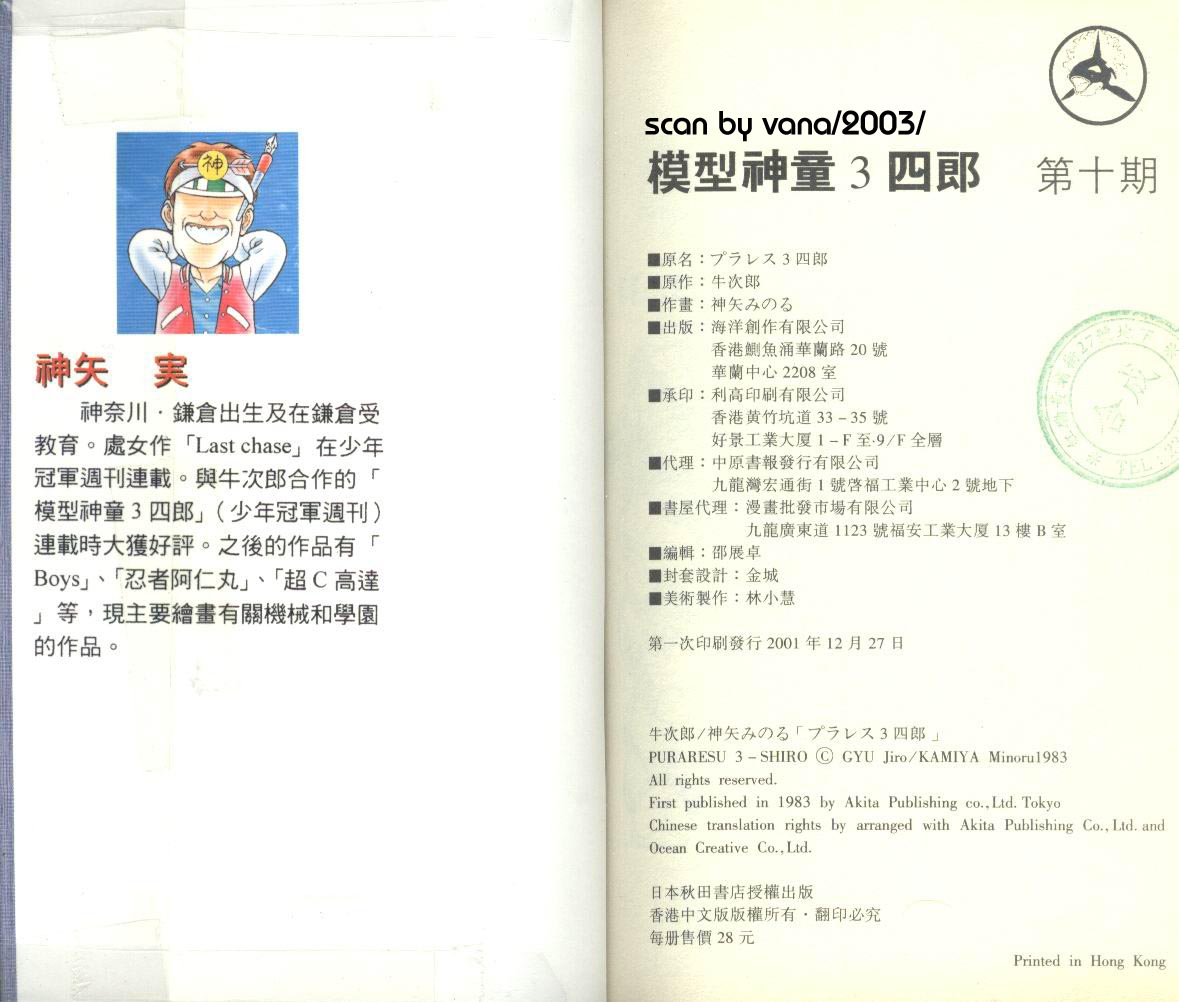 神
神矢 実
神奈川·鎌倉出生及在鎌倉受
教育。處女作「Last chase」在少年
冠軍週刊連載。與牛次郎合作的「
模型神童3四郎」（少年冠軍週刊）
連載時大獲好評。之後的作品有「
Boys」、「忍者阿仁丸」、「超C高達
」等，現主要繪畫有關機械和學園
的作品。
scan by vana/2003/
模型神童3四郎 第十期
■原名：プラレス3四郎
■原作：牛次郎
■作畫：神矢みのる
■出版：海洋創作有限公司
香港鰂魚涌華蘭路20號
華蘭中心2208室
■承印：利高印刷有限公司
香港黃竹坑道33－35號
好景工業大厦1－F至·9/F全層
■代理：中原書報發行有限公司
九龍灣宏通街1號啓福工業中心2號地下
■書屋代理：漫畫批發市場有限公司
九龍廣東道1123號福安工業大厦13樓B室
■編輯：邵展卓
■封套設計：金城
■美術製作：林小慧
第一次印刷發行2001年12月27日
TEL:
牛次郎/神矢みのる「プラレス3四郎」
PURARESU 3－SHIRO Ⓒ GYU Jiro/KAMIYA Minoru1983
All rights reserved.
First published in 1983 by Akita Publishing co.,Ltd. Tokyo
Chinese translation rights by arranged with Akita Publishing Co.,Ltd. and
Ocean Creative Co.,Ltd.
日本秋田書店授權出版
香港中文版版權所有·翻印必究
每册售價28元
Printed in Hong Kong